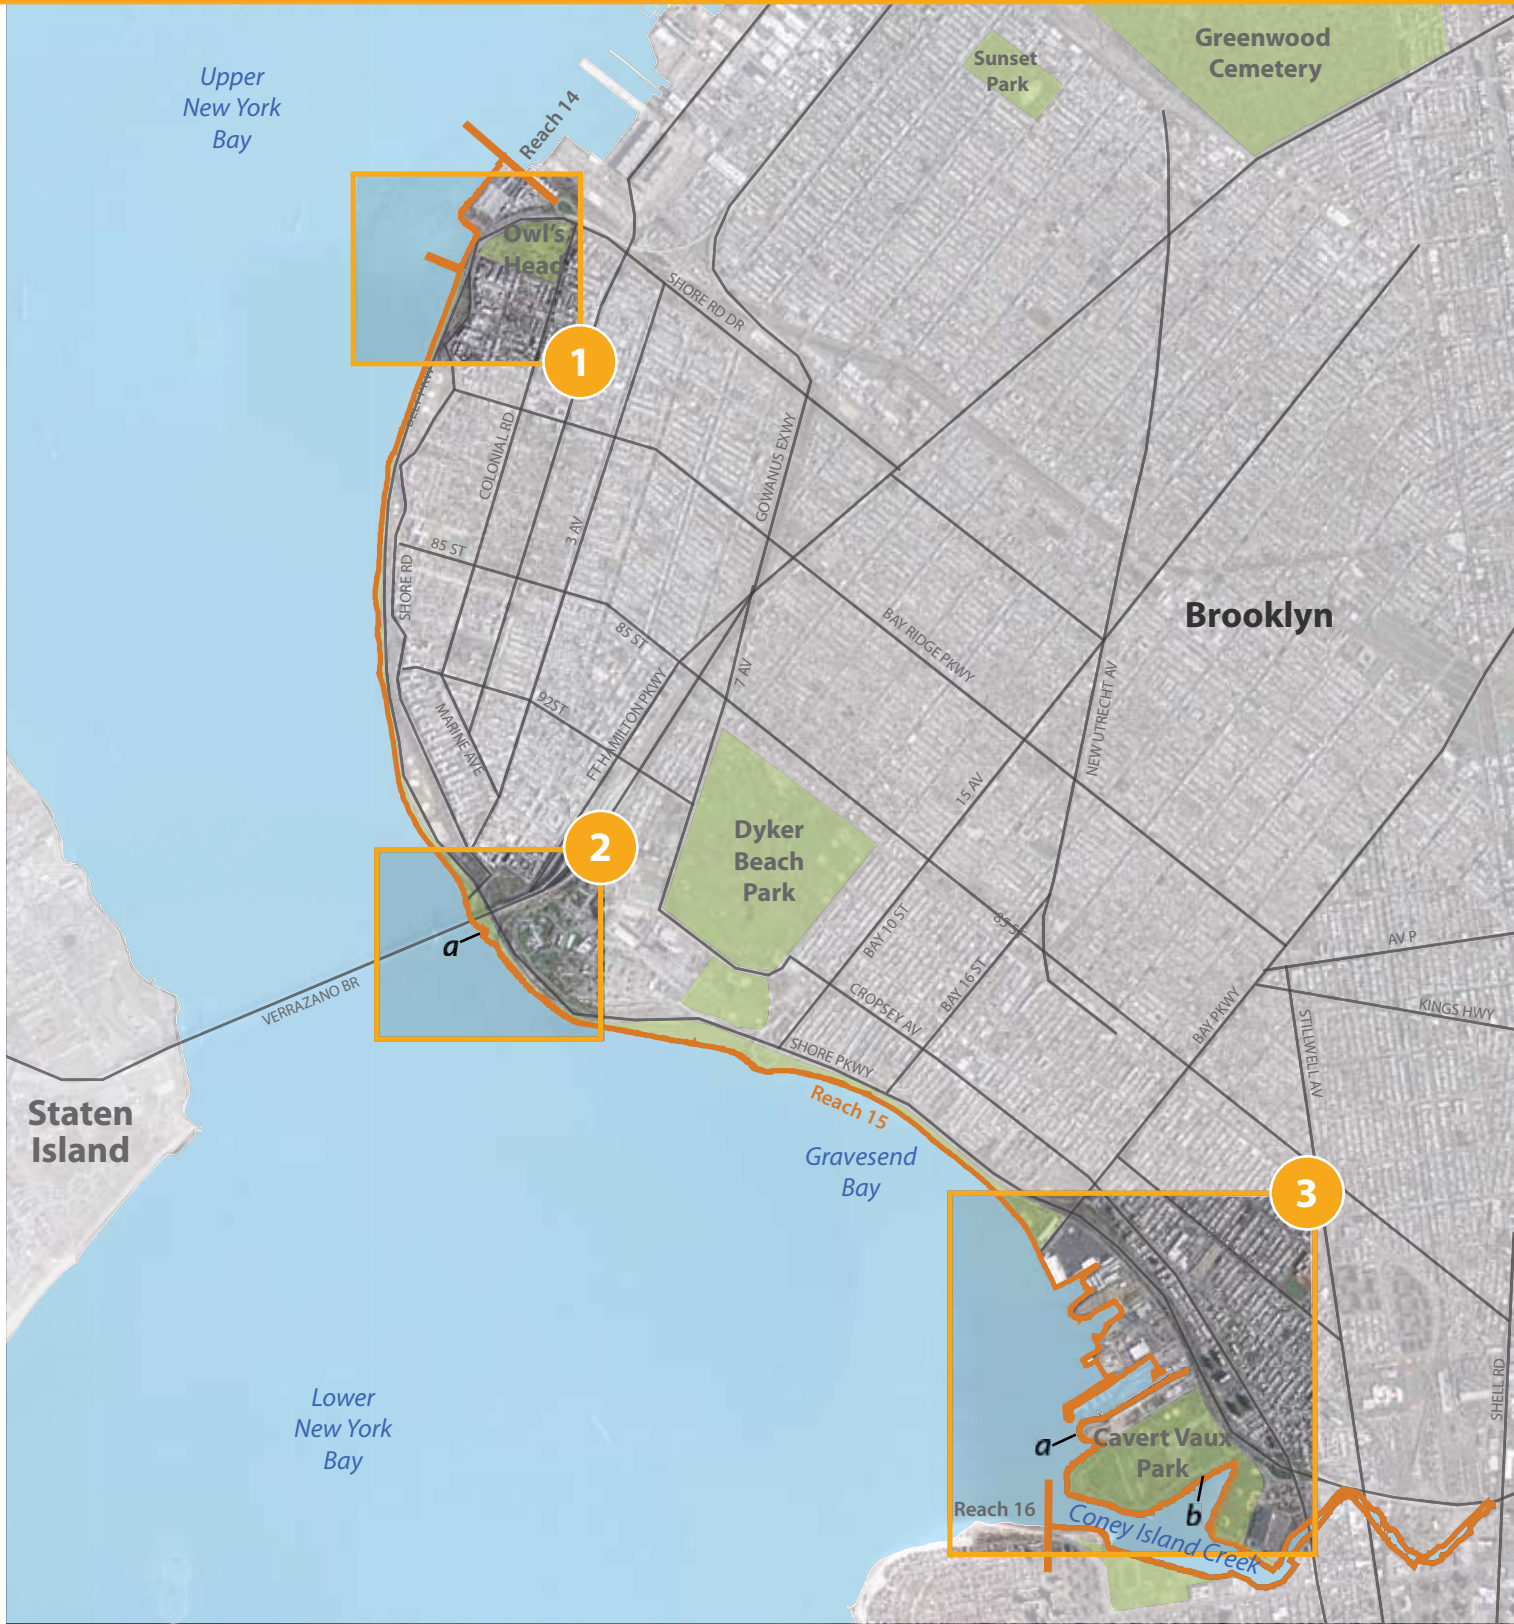 Upper
New York
Bay
Reach 14
Sunset
Park
Greenwood
Cemetery
Owl's
Head
1
SHORE RD DR
COLONIAL RD
3 AV
GOWANUS EXWY
85 ST
SHORE RD
85 ST
BAY RIDGE PKWY
Brooklyn
92ST
MARINE AVE
FT HAMILTON PKWY
7 AV
NEW UTRECHT AV
15 AV
2
Dyker
Beach
Park
a
VERRAZANO BR
BAY 10 ST
85 ST
BAY 16 ST
CROPSEY AV
AV P
KINGS HWY
BAY PKWY
STILLWELL AV
SHORE PKWY
Reach 15
Staten
Island
Gravesend
Bay
3
Lower
New York
Bay
SHELL RD
a
Cavert Vaux
Park
b
Reach 16
Coney Island Creek